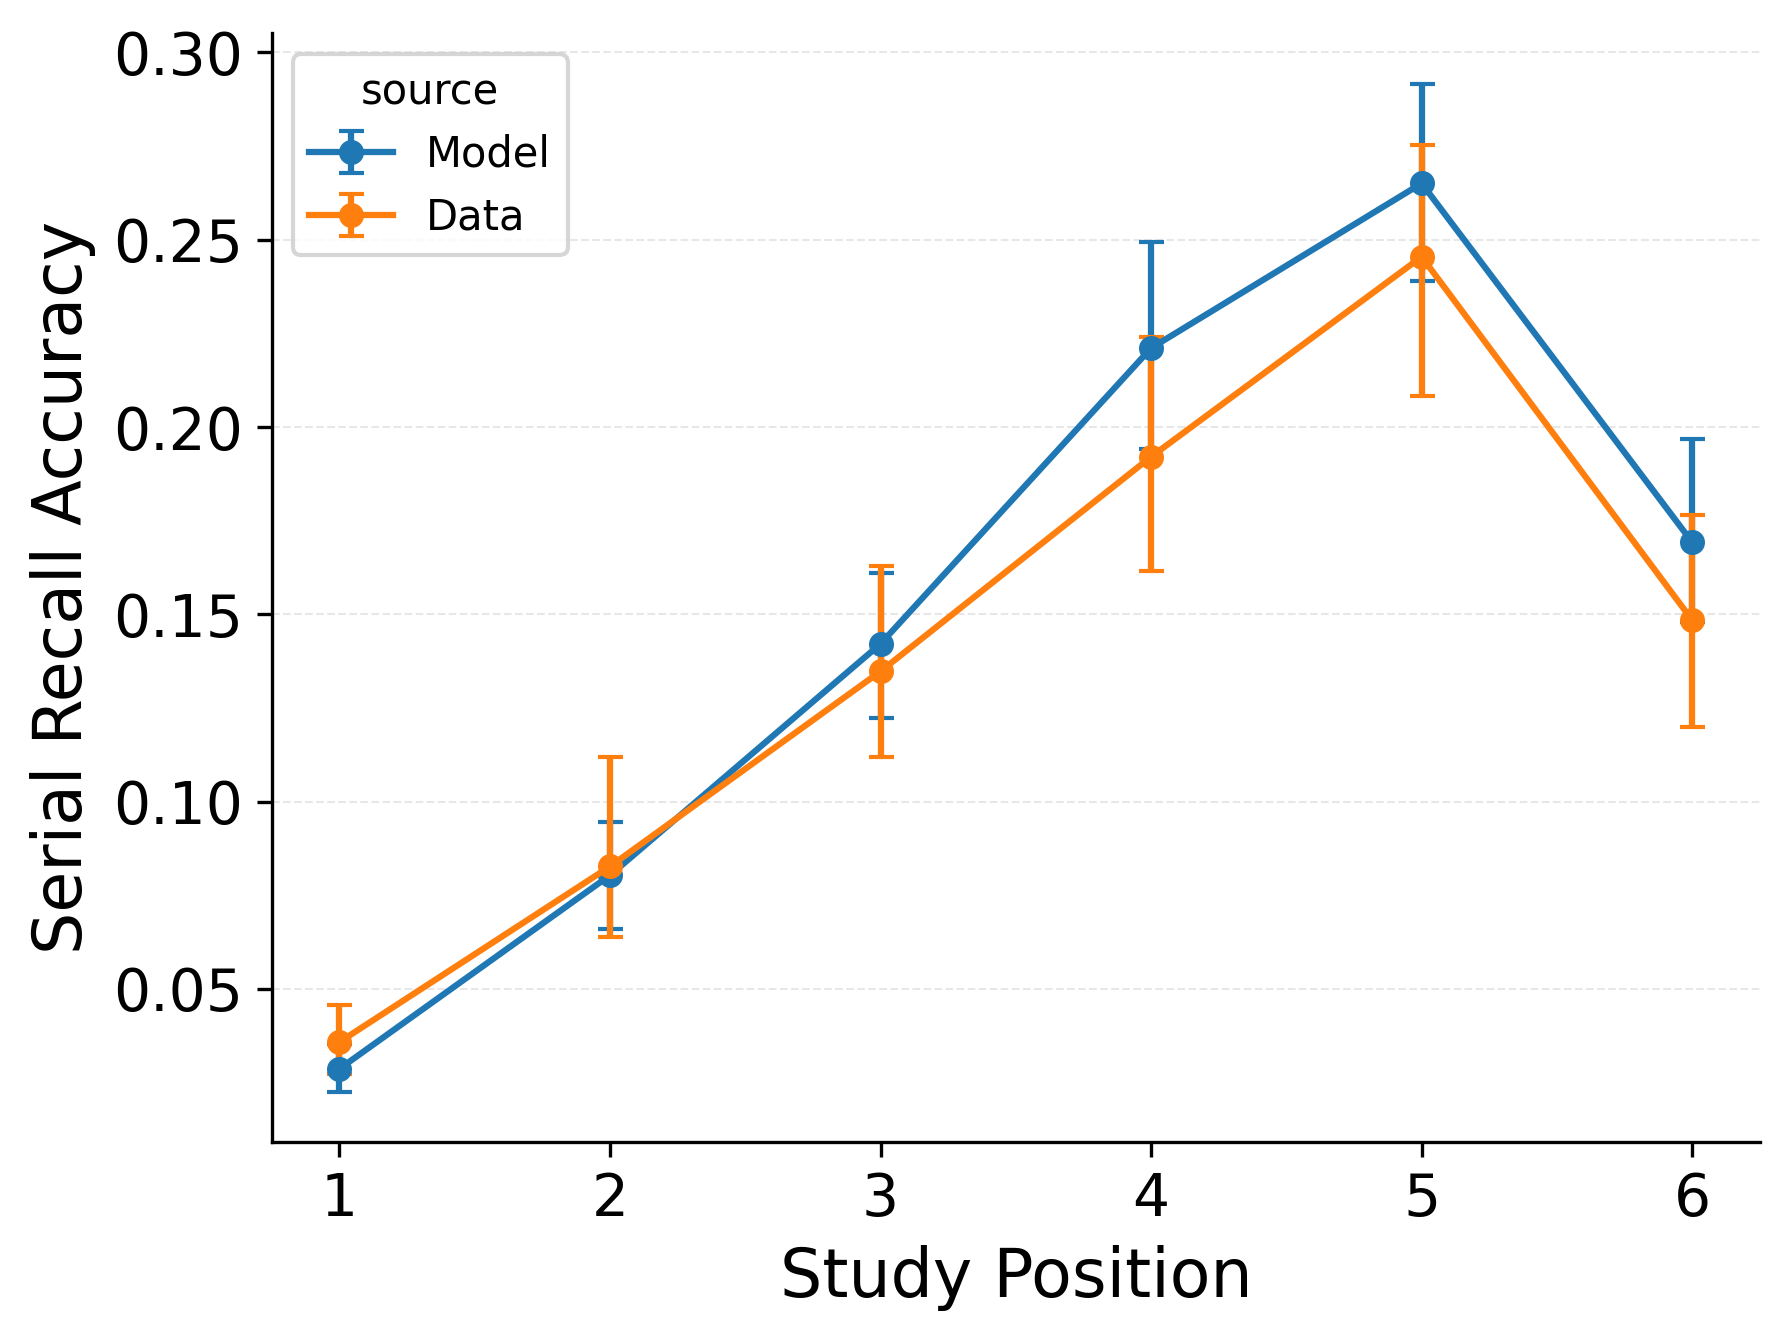 source
Model
Data
Serial Recall Accuracy
0.30
0.25
0.20
0.15
0.10
0.05
1 2 3 4 5 6
Study Position